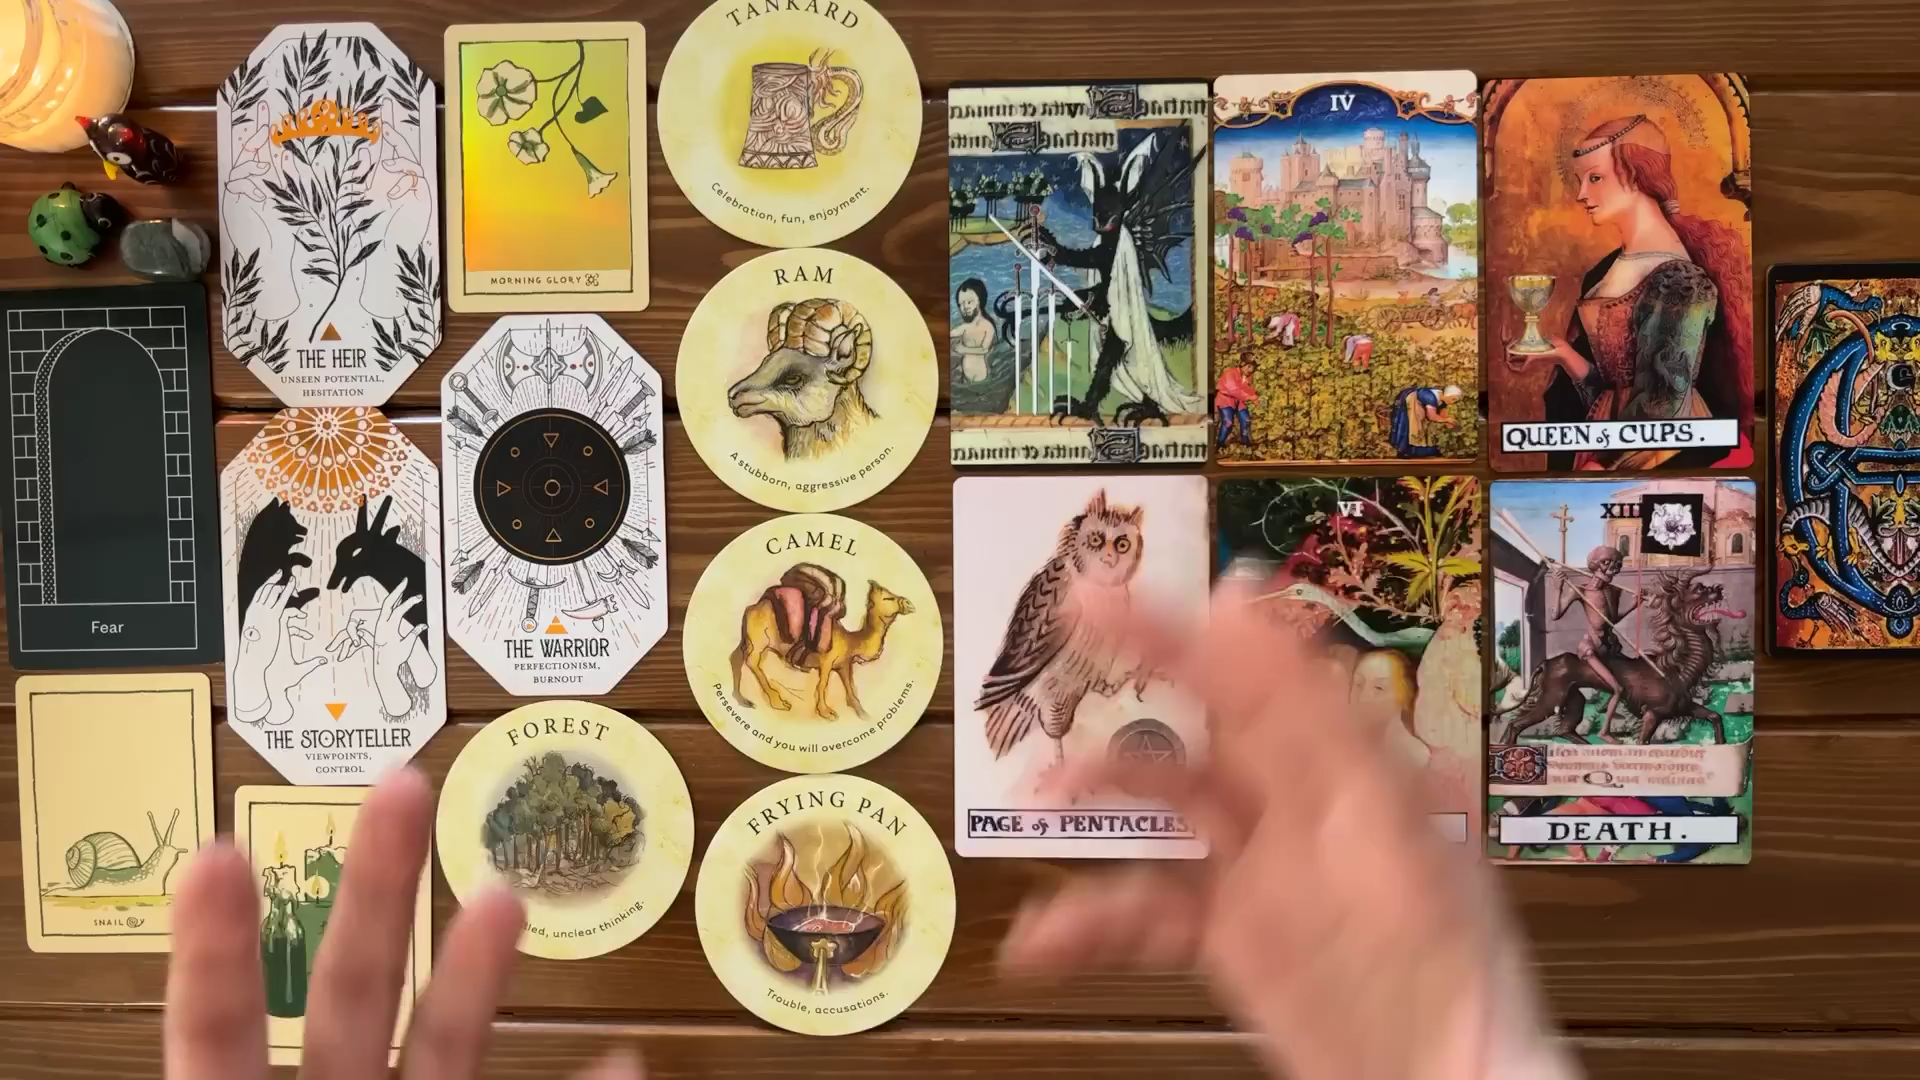 THE HEIR
UNSEEN POTENTIAL,
HESITATION
MORNING GLORY
TANKARD
Celebration, fun, enjoyment.
RAM
A stubborn, aggressive person.
IV
QUEEN of CUPS.
Fear
THE STORYTELLER
VIEWPOINTS,
CONTROL
THE WARRIOR
PERFECTIONISM,
BURNOUT
CAMEL
Persevere and you will overcome problems.
PAGE of PENTACLES
VI
XIII
DEATH.
SNAIL
FOREST
unclear thinking.
FRYING PAN
Trouble, accusations.